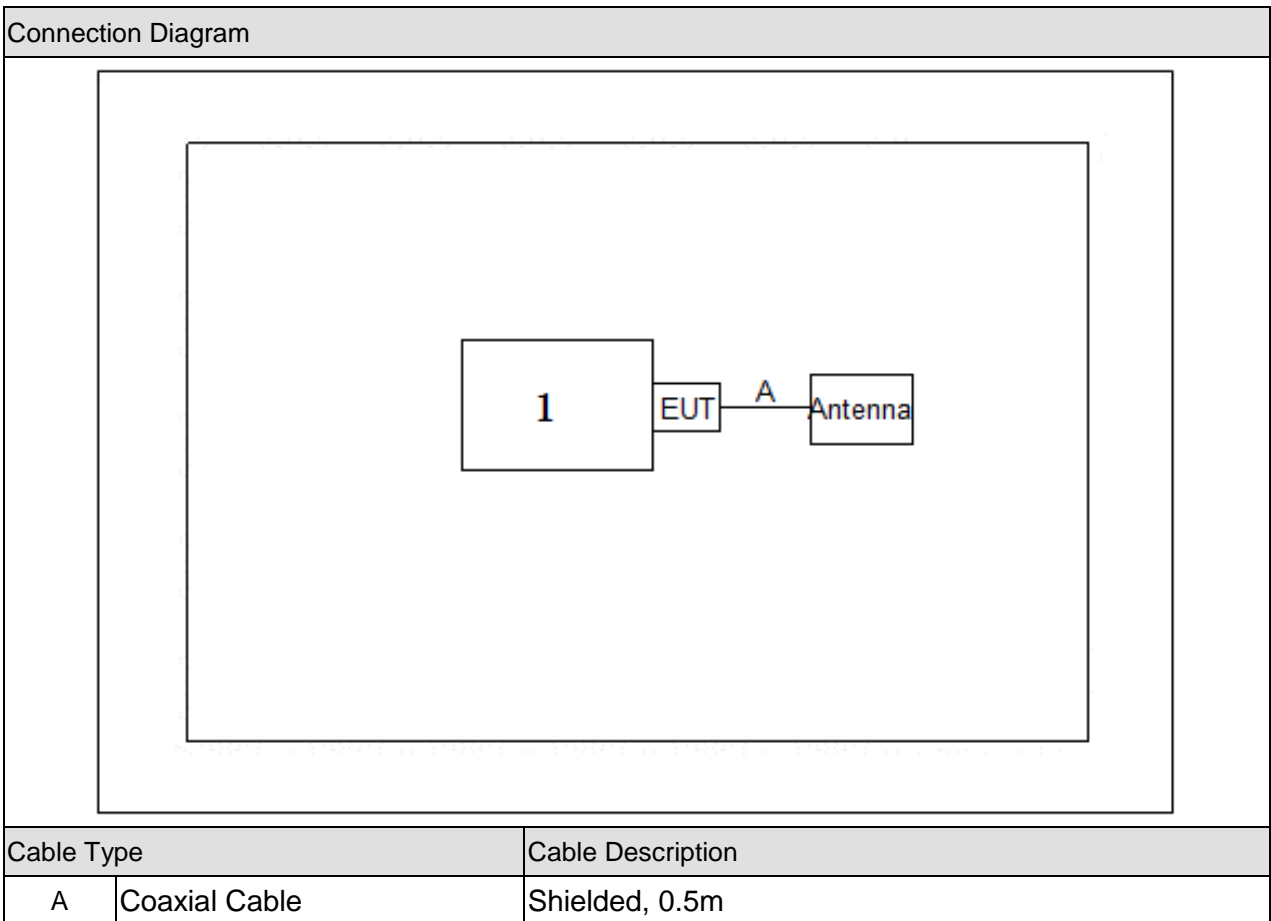 Connection Diagram
1
EUT
A
Antenna
Cable Type Cable Description
A Coaxial Cable Shielded, 0.5m